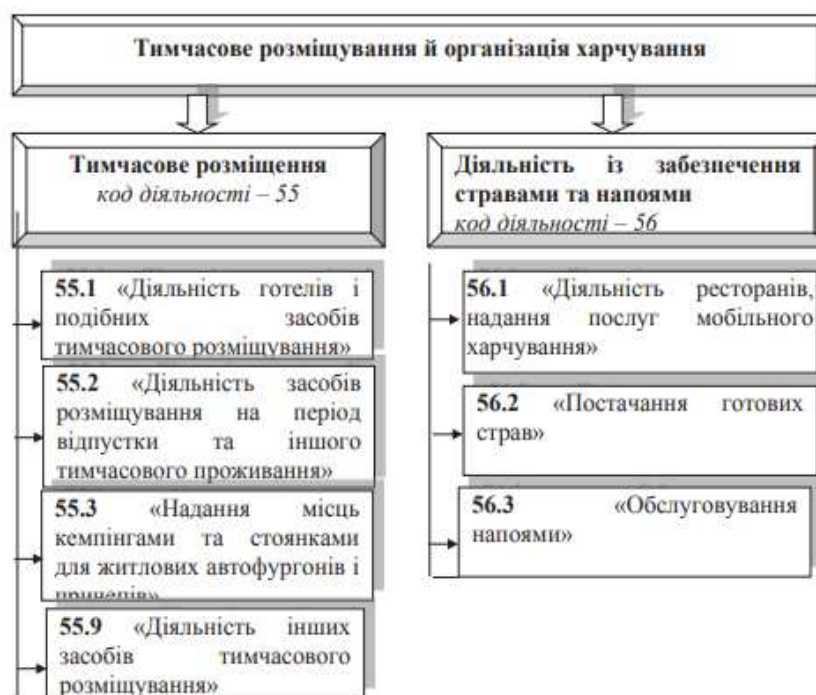 Тимчасове розміщування й організація харчування
Тимчасове розміщення
код діяльності – 55
55.1 «Діяльність готелів і
подібних засобів
тимчасового розміщування»
55.2 «Діяльність засобів
розміщування на період
відпустки та іншого
тимчасового проживання»
55.3 «Надання місць
кемпінгами та стоянками
для житлових автофургонів і
причепів»
55.9 «Діяльність інших
засобів тимчасового
розміщування»
Діяльність із забезпечення
стравами та напоями
код діяльності – 56
56.1 «Діяльність ресторанів,
надання послуг мобільного
харчування»
56.2 «Постачання готових
страв»
56.3 «Обслуговування
напоями»